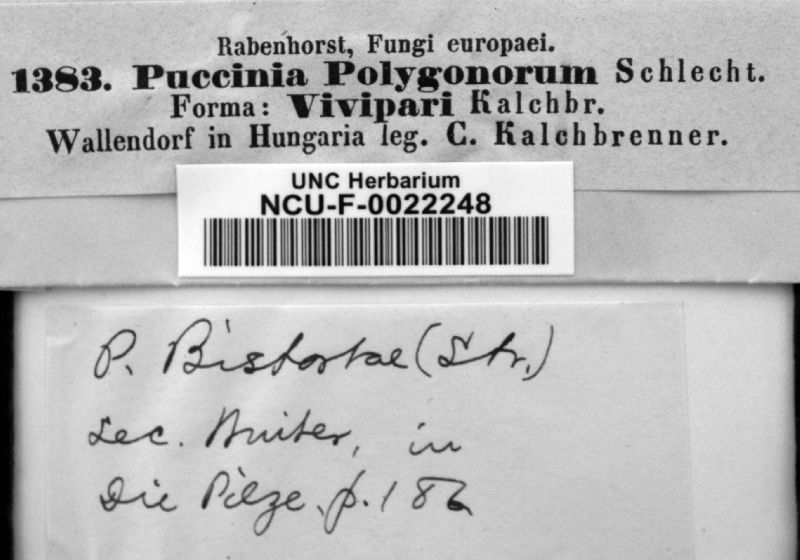 Rabenhorst, Fungi europaei.
1383. Puccinia Polygonorum Schlecht.
Forma: Vivipari Kalchbr.
Wallendorf in Hungaria leg. C. Kalchbrenner.
UNC Herbarium
NCU-F-0022248
P. Bistortae (Str.)
Sec. Winter, in
Die Pilze, p. 186